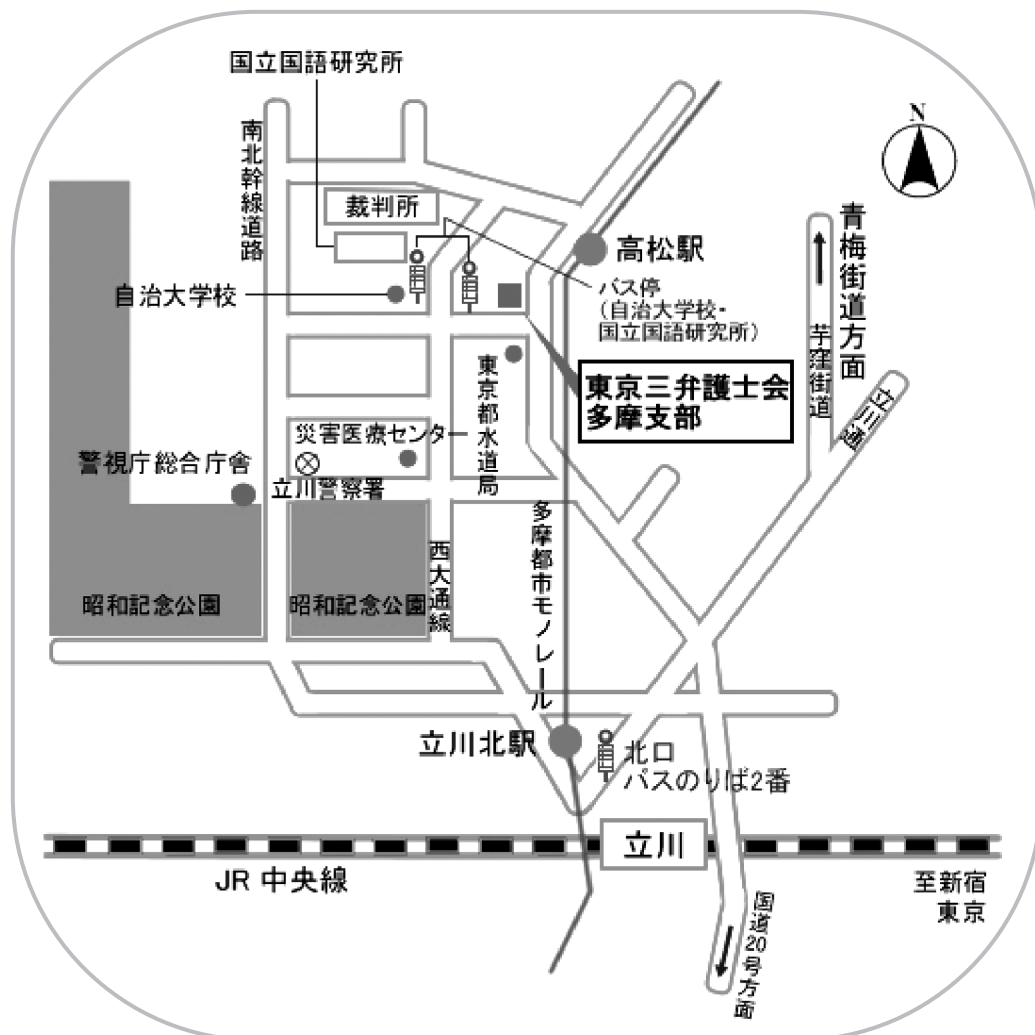 国立国語研究所
N
南北幹線道路
裁判所
高松駅
青梅街道方面
自治大学校
バス停
（自治大学校・
国立国語研究所）
芋窪街道
東京三弁護士会
多摩支部
立川通
東京都水道局
災害医療センター
警視庁総合庁舎
立川警察署
多摩都市モノレール
西大通線
昭和記念公園
昭和記念公園
立川北駅
北口
バスのりば2番
立川
JR 中央線
至新宿
東京
国道20号方面